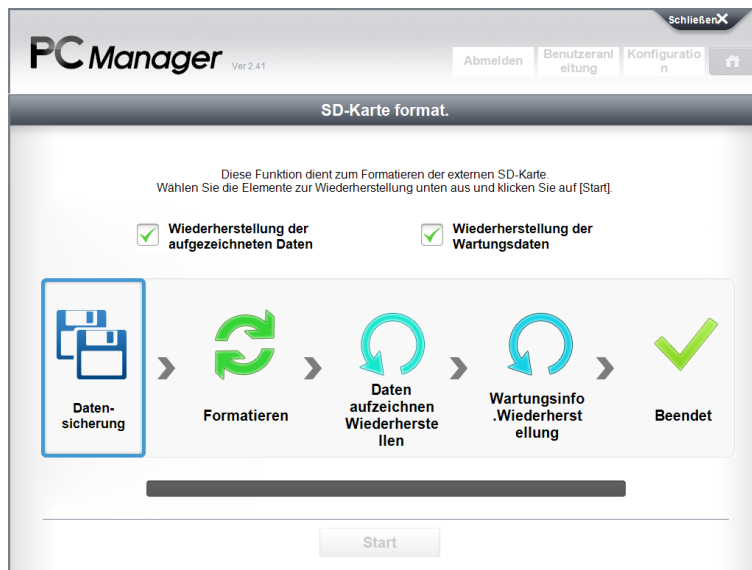 Schließen
PC Manager Ver 2.41
Abmelden
Benutzeranl
eitung
Konfiguratio
n
SD-Karte format.
Diese Funktion dient zum Formatieren der externen SD-Karte.
Wählen Sie die Elemente zur Wiederherstellung unten aus und klicken Sie auf [Start].
Wiederherstellung der
aufgezeichneten Daten
Wiederherstellung der
Wartungsdaten
Daten-
sicherung
Formatieren
Daten
aufzeichnen
Wiederherste
llen
Wartungsinfo
.Wiederherst
ellung
Beendet
Start